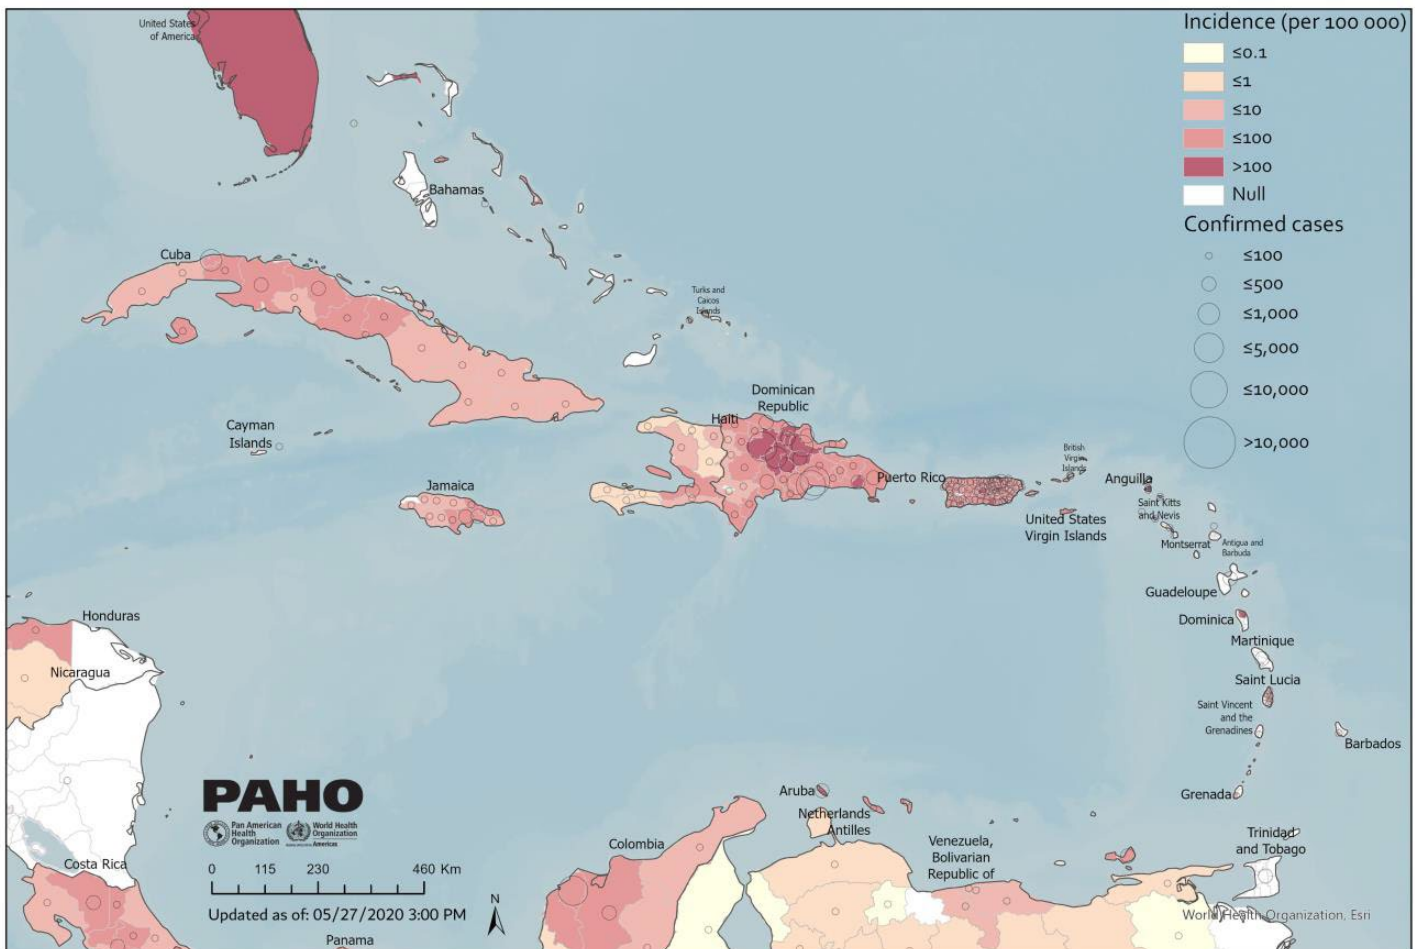 United States
of America
Incidence (per 100 000)
≤0.1
≤1
≤10
≤100
>100
Null
Confirmed cases
≤100
≤500
≤1,000
≤5,000
≤10,000
>10,000
Bahamas
Cuba
Turks and
Caicos
Islands
Dominican
Republic
Haiti
Cayman
Islands
Jamaica
Puerto Rico
British
Virgin
Islands
United States
Virgin Islands
Anguilla
Saint Kitts
and Nevis
Montserrat
Antigua and
Barbuda
Guadeloupe
Dominica
Martinique
Saint Lucia
Saint Vincent
and the
Grenadines
Barbados
Grenada
Honduras
Nicaragua
Costa Rica
PAHO
Pan American
Health
Organization
World Health
Organization
Americas
0 115 230 460 Km
Updated as of: 05/27/2020 3:00 PM
N
Panama
Colombia
Aruba
Netherlands
Antilles
Venezuela,
Bolivarian
Republic of
Trinidad
and Tobago
World Health Organization, Esri